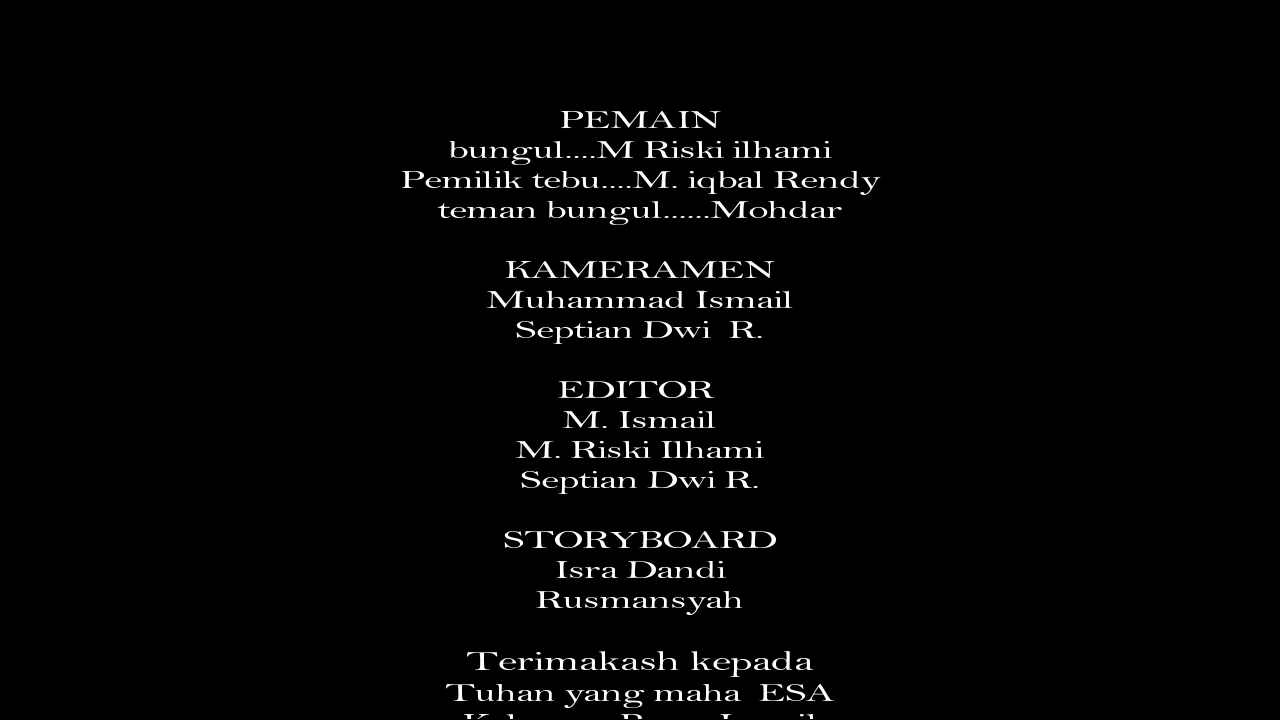 PEMAIN
bungul....M Riski ilhami
Pemilik tebu....M. iqbal Rendy
teman bungul......Mohdar
KAMERAMEN
Muhammad Ismail
Septian Dwi R.
EDITOR
M. Ismail
M. Riski Ilhami
Septian Dwi R.
STORYBOARD
Isra Dandi
Rusmansyah
Terimakash kepada
Tuhan yang maha ESA